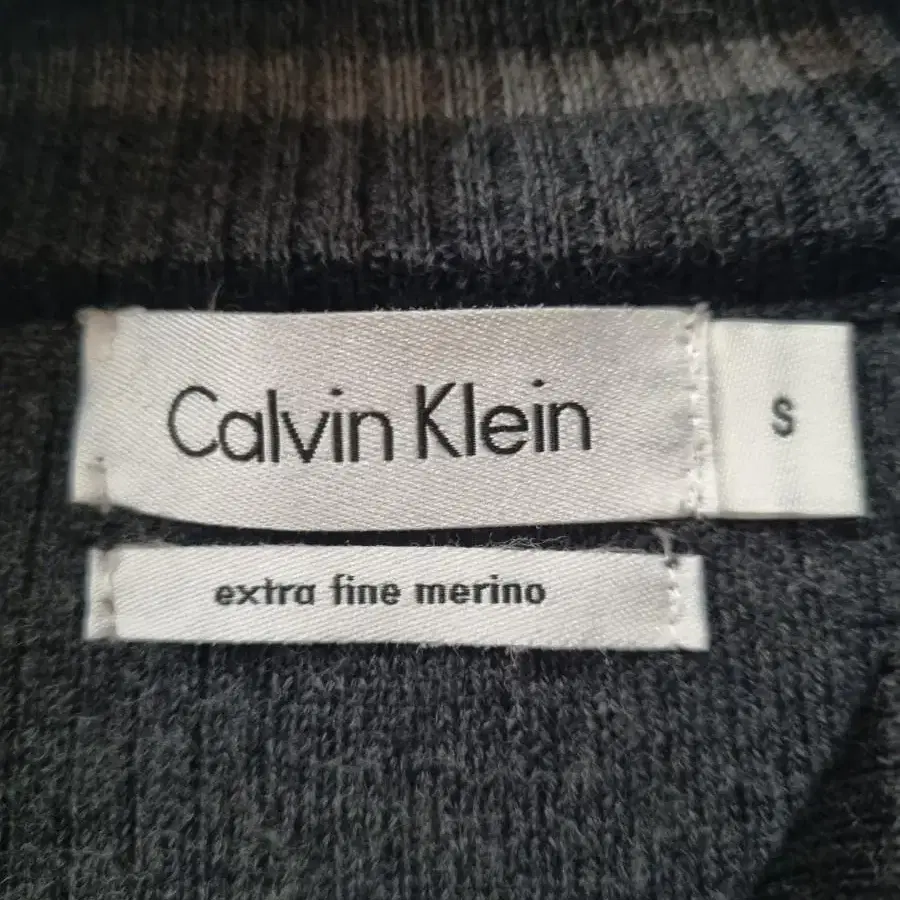 Calvin Klein
S
extra fine merino